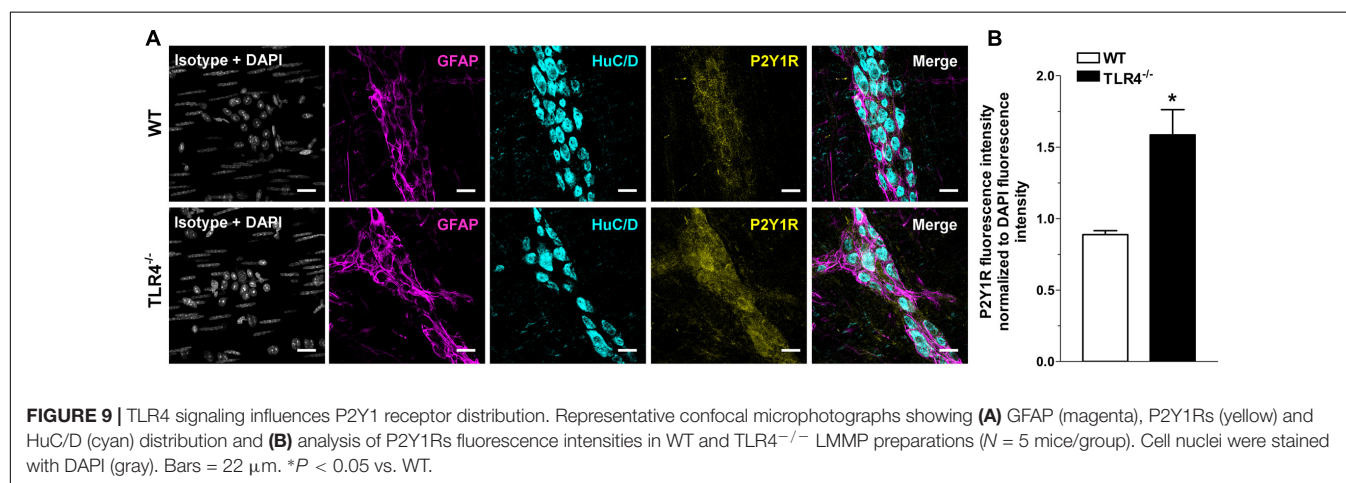 A
B
WT
Isotype + DAPI
GFAP
HuC/D
P2Y1R
Merge
TLR4-/-
Isotype + DAPI
GFAP
HuC/D
P2Y1R
Merge
WT
TLR4-/-
P2Y1R fluorescence intensity
normalized to DAPI fluorescence
intensity
2.0
1.5
1.0
0.5
0.0
*
FIGURE 9 | TLR4 signaling influences P2Y1 receptor distribution. Representative confocal microphotographs showing (A) GFAP (magenta), P2Y1Rs (yellow) and
HuC/D (cyan) distribution and (B) analysis of P2Y1Rs fluorescence intensities in WT and TLR4−/− LMMP preparations (N = 5 mice/group). Cell nuclei were stained
with DAPI (gray). Bars = 22 μm. *P < 0.05 vs. WT.